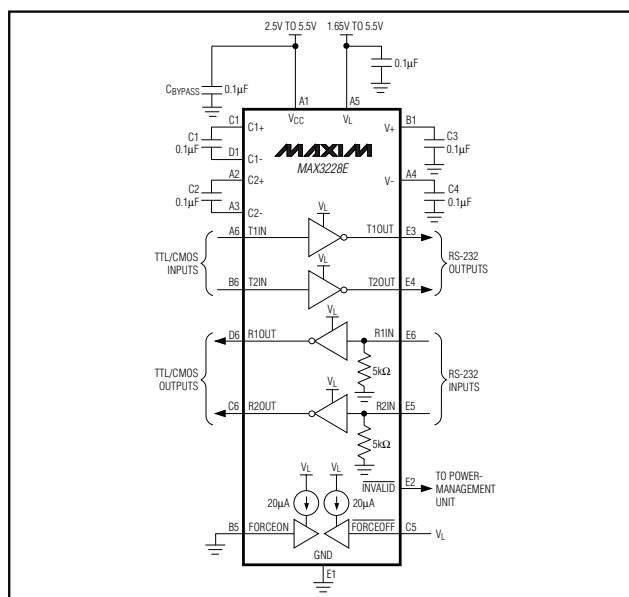 2.5V TO 5.5V 1.65V TO 5.5V
0.1µF
CBYPASS 0.1µF
A1 A5
VCC VL
C1 C1+ V+ B1
C1 0.1µF C3 0.1µF
D1 C1-
MAXIM
MAX3228E
A2 C2+ V- A4
C2 0.1µF C4 0.1µF
A3 C2-
VL
A6 T1IN T1OUT E3
TTL/CMOS INPUTS RS-232 OUTPUTS
VL
B6 T2IN T2OUT E4
VL
D6 R1OUT R1IN E6
5kΩ
TTL/CMOS OUTPUTS RS-232 INPUTS
VL
C6 R2OUT R2IN E5
5kΩ
INVALID E2 TO POWER-
MANAGEMENT
UNIT
VL VL
20µA 20µA
B5 FORCEON FORCEOFF C5 VL
GND
E1